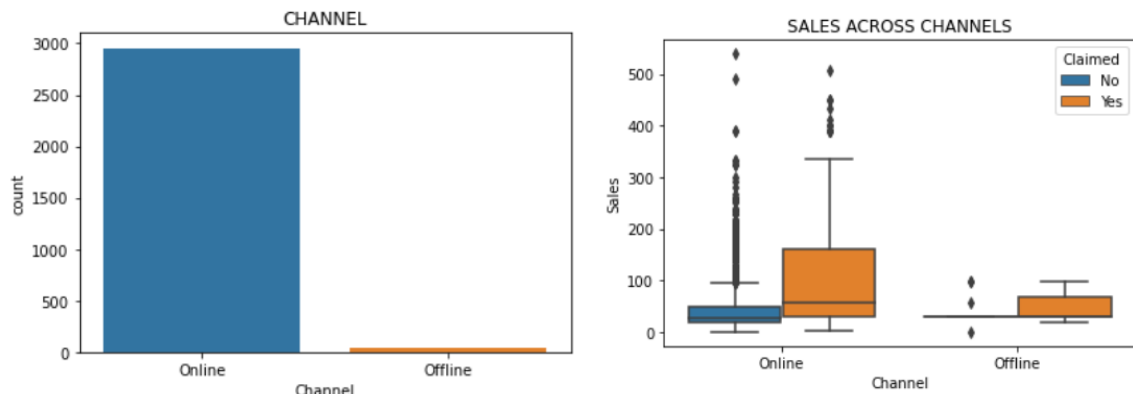 CHANNEL
3000
2500
2000
1500
1000
500
0
count
Online Offline
Channel
SALES ACROSS CHANNELS
Claimed
No
Yes
500
400
300
200
100
0
Sales
Online Offline
Channel